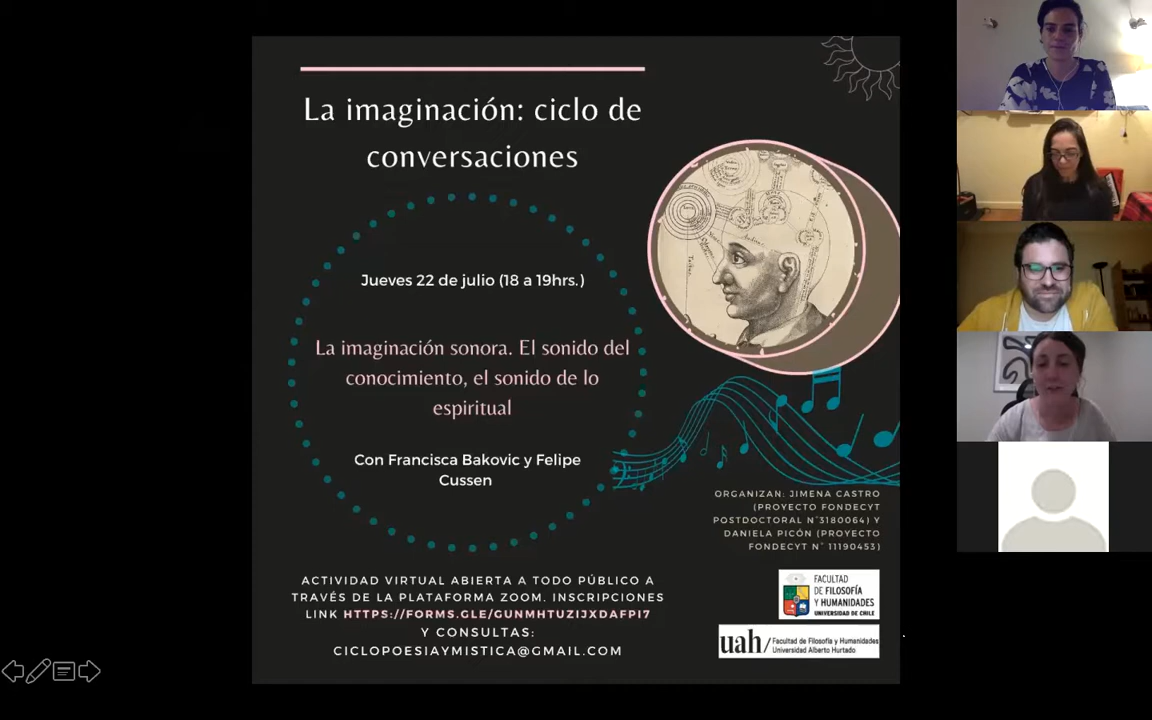 La imaginación: ciclo de
conversaciones
Jueves 22 de julio (18 a 19hrs.)
La imaginación sonora. El sonido del
conocimiento, el sonido de lo
espiritual
Con Francisca Bakovic y Felipe
Cussen
ORGANIZAN: JIMENA CASTRO
(PROYECTO FONDECYT
POSTDOCTORAL N°3180064) Y
DANIELA PICÓN (PROYECTO
FONDECYT N° 11190453)
ACTIVIDAD VIRTUAL ABIERTA A TODO PÚBLICO A
TRAVÉS DE LA PLATAFORMA ZOOM. INSCRIPCIONES
LINK HTTPS://FORMS.GLE/GUNMHTUZIJXDAFPI7
Y CONSULTAS:
CICLOPOESIAYMISTICA@GMAIL.COM
FACULTAD
DE FILOSOFÍA
Y HUMANIDADES
UNIVERSIDAD DE CHILE
uah/ Facultad de Filosofía y Humanidades
Universidad Alberto Hurtado